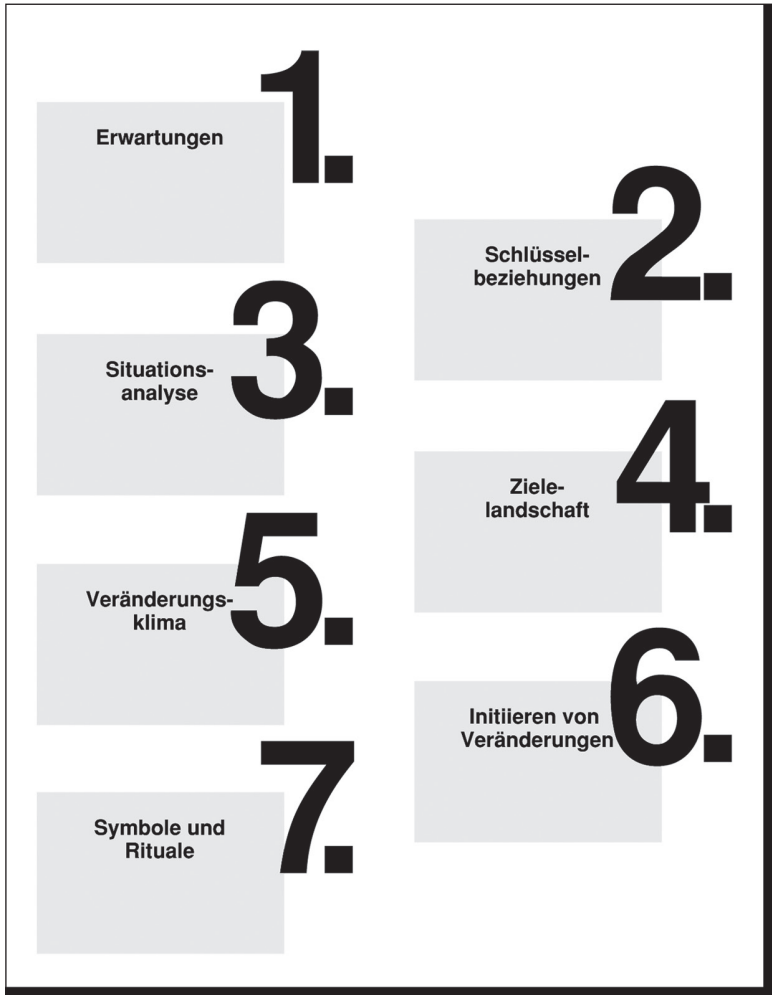 1.
Erwartungen
2.
Schlüssel-
beziehungen
3.
Situations-
analyse
4.
Ziele-
landschaft
5.
Veränderungs-
klima
6.
Initiieren von
Veränderungen
7.
Symbole und
Rituale